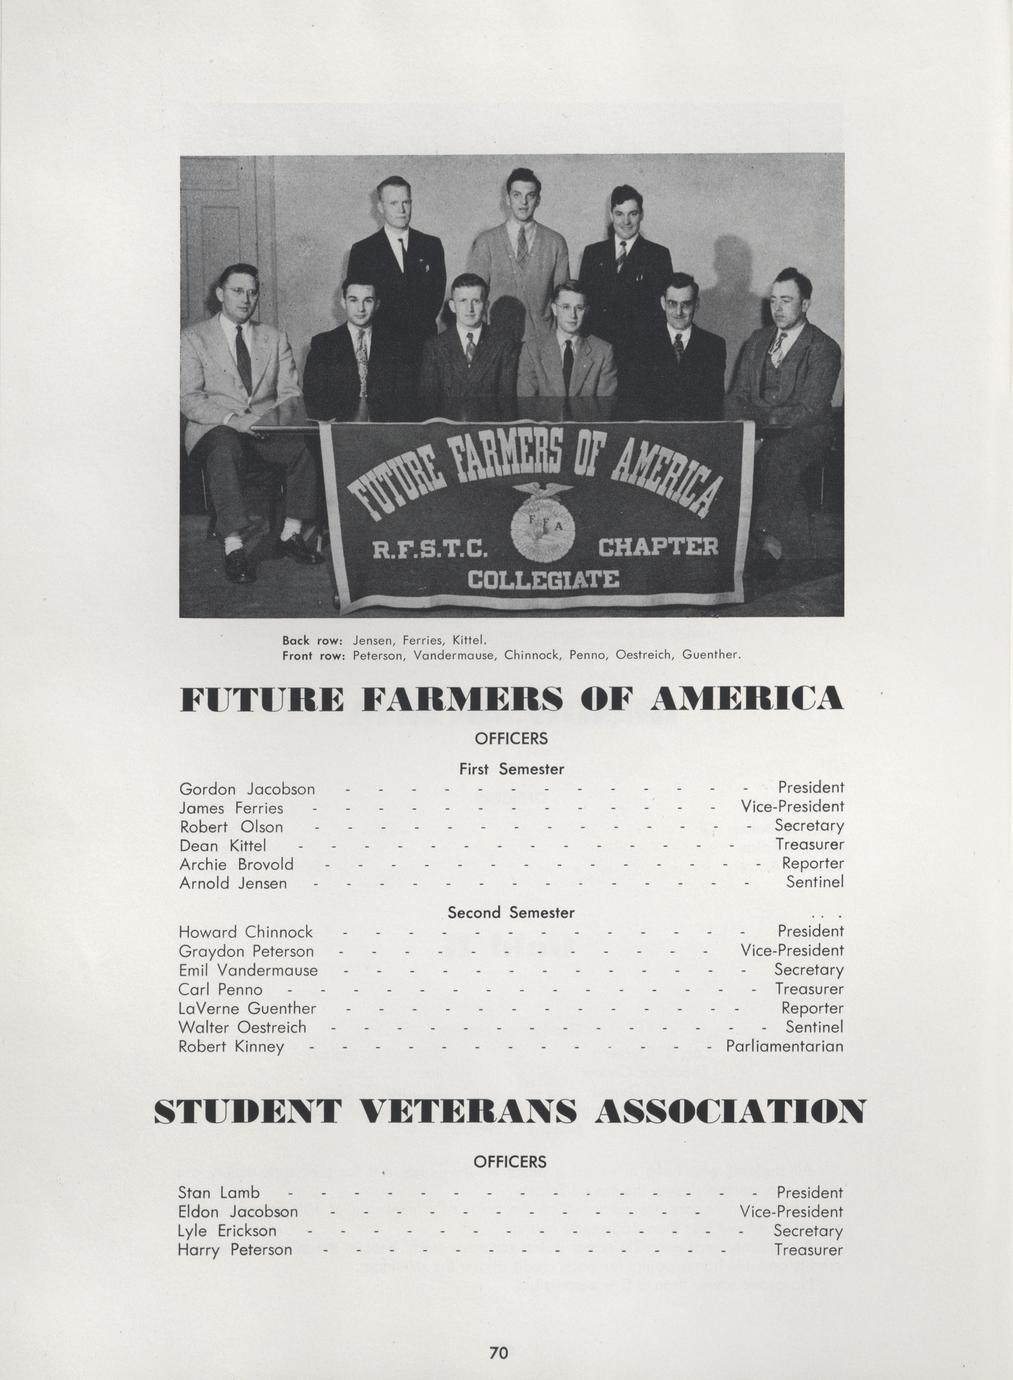 FUTURE FARMERS OF AMERICA
F F A
R.F.S.T.C. CHAPTER
COLLEGIATE
Back row: Jensen, Ferries, Kittel.
Front row: Peterson, Vandermause, Chinnock, Penno, Oestreich, Guenther.
FUTURE FARMERS OF AMERICA
OFFICERS
First Semester
Gordon Jacobson - - - - - - - - - - - - - President
James Ferries - - - - - - - - - - - - - Vice-President
Robert Olson - - - - - - - - - - - - - - Secretary
Dean Kittel - - - - - - - - - - - - - - Treasurer
Archie Brovold - - - - - - - - - - - - - - Reporter
Arnold Jensen - - - - - - - - - - - - - - Sentinel
Second Semester
Howard Chinnock - - - - - - - - - - - - - President
Graydon Peterson - - - - - - - - - - - - Vice-President
Emil Vandermause - - - - - - - - - - - - - Secretary
Carl Penno - - - - - - - - - - - - - - - Treasurer
LaVerne Guenther - - - - - - - - - - - - - Reporter
Walter Oestreich - - - - - - - - - - - - - - Sentinel
Robert Kinney - - - - - - - - - - - - - Parliamentarian
STUDENT VETERANS ASSOCIATION
OFFICERS
Stan Lamb - - - - - - - - - - - - - - - President
Eldon Jacobson - - - - - - - - - - - - Vice-President
Lyle Erickson - - - - - - - - - - - - - - Secretary
Harry Peterson - - - - - - - - - - - - - Treasurer
70